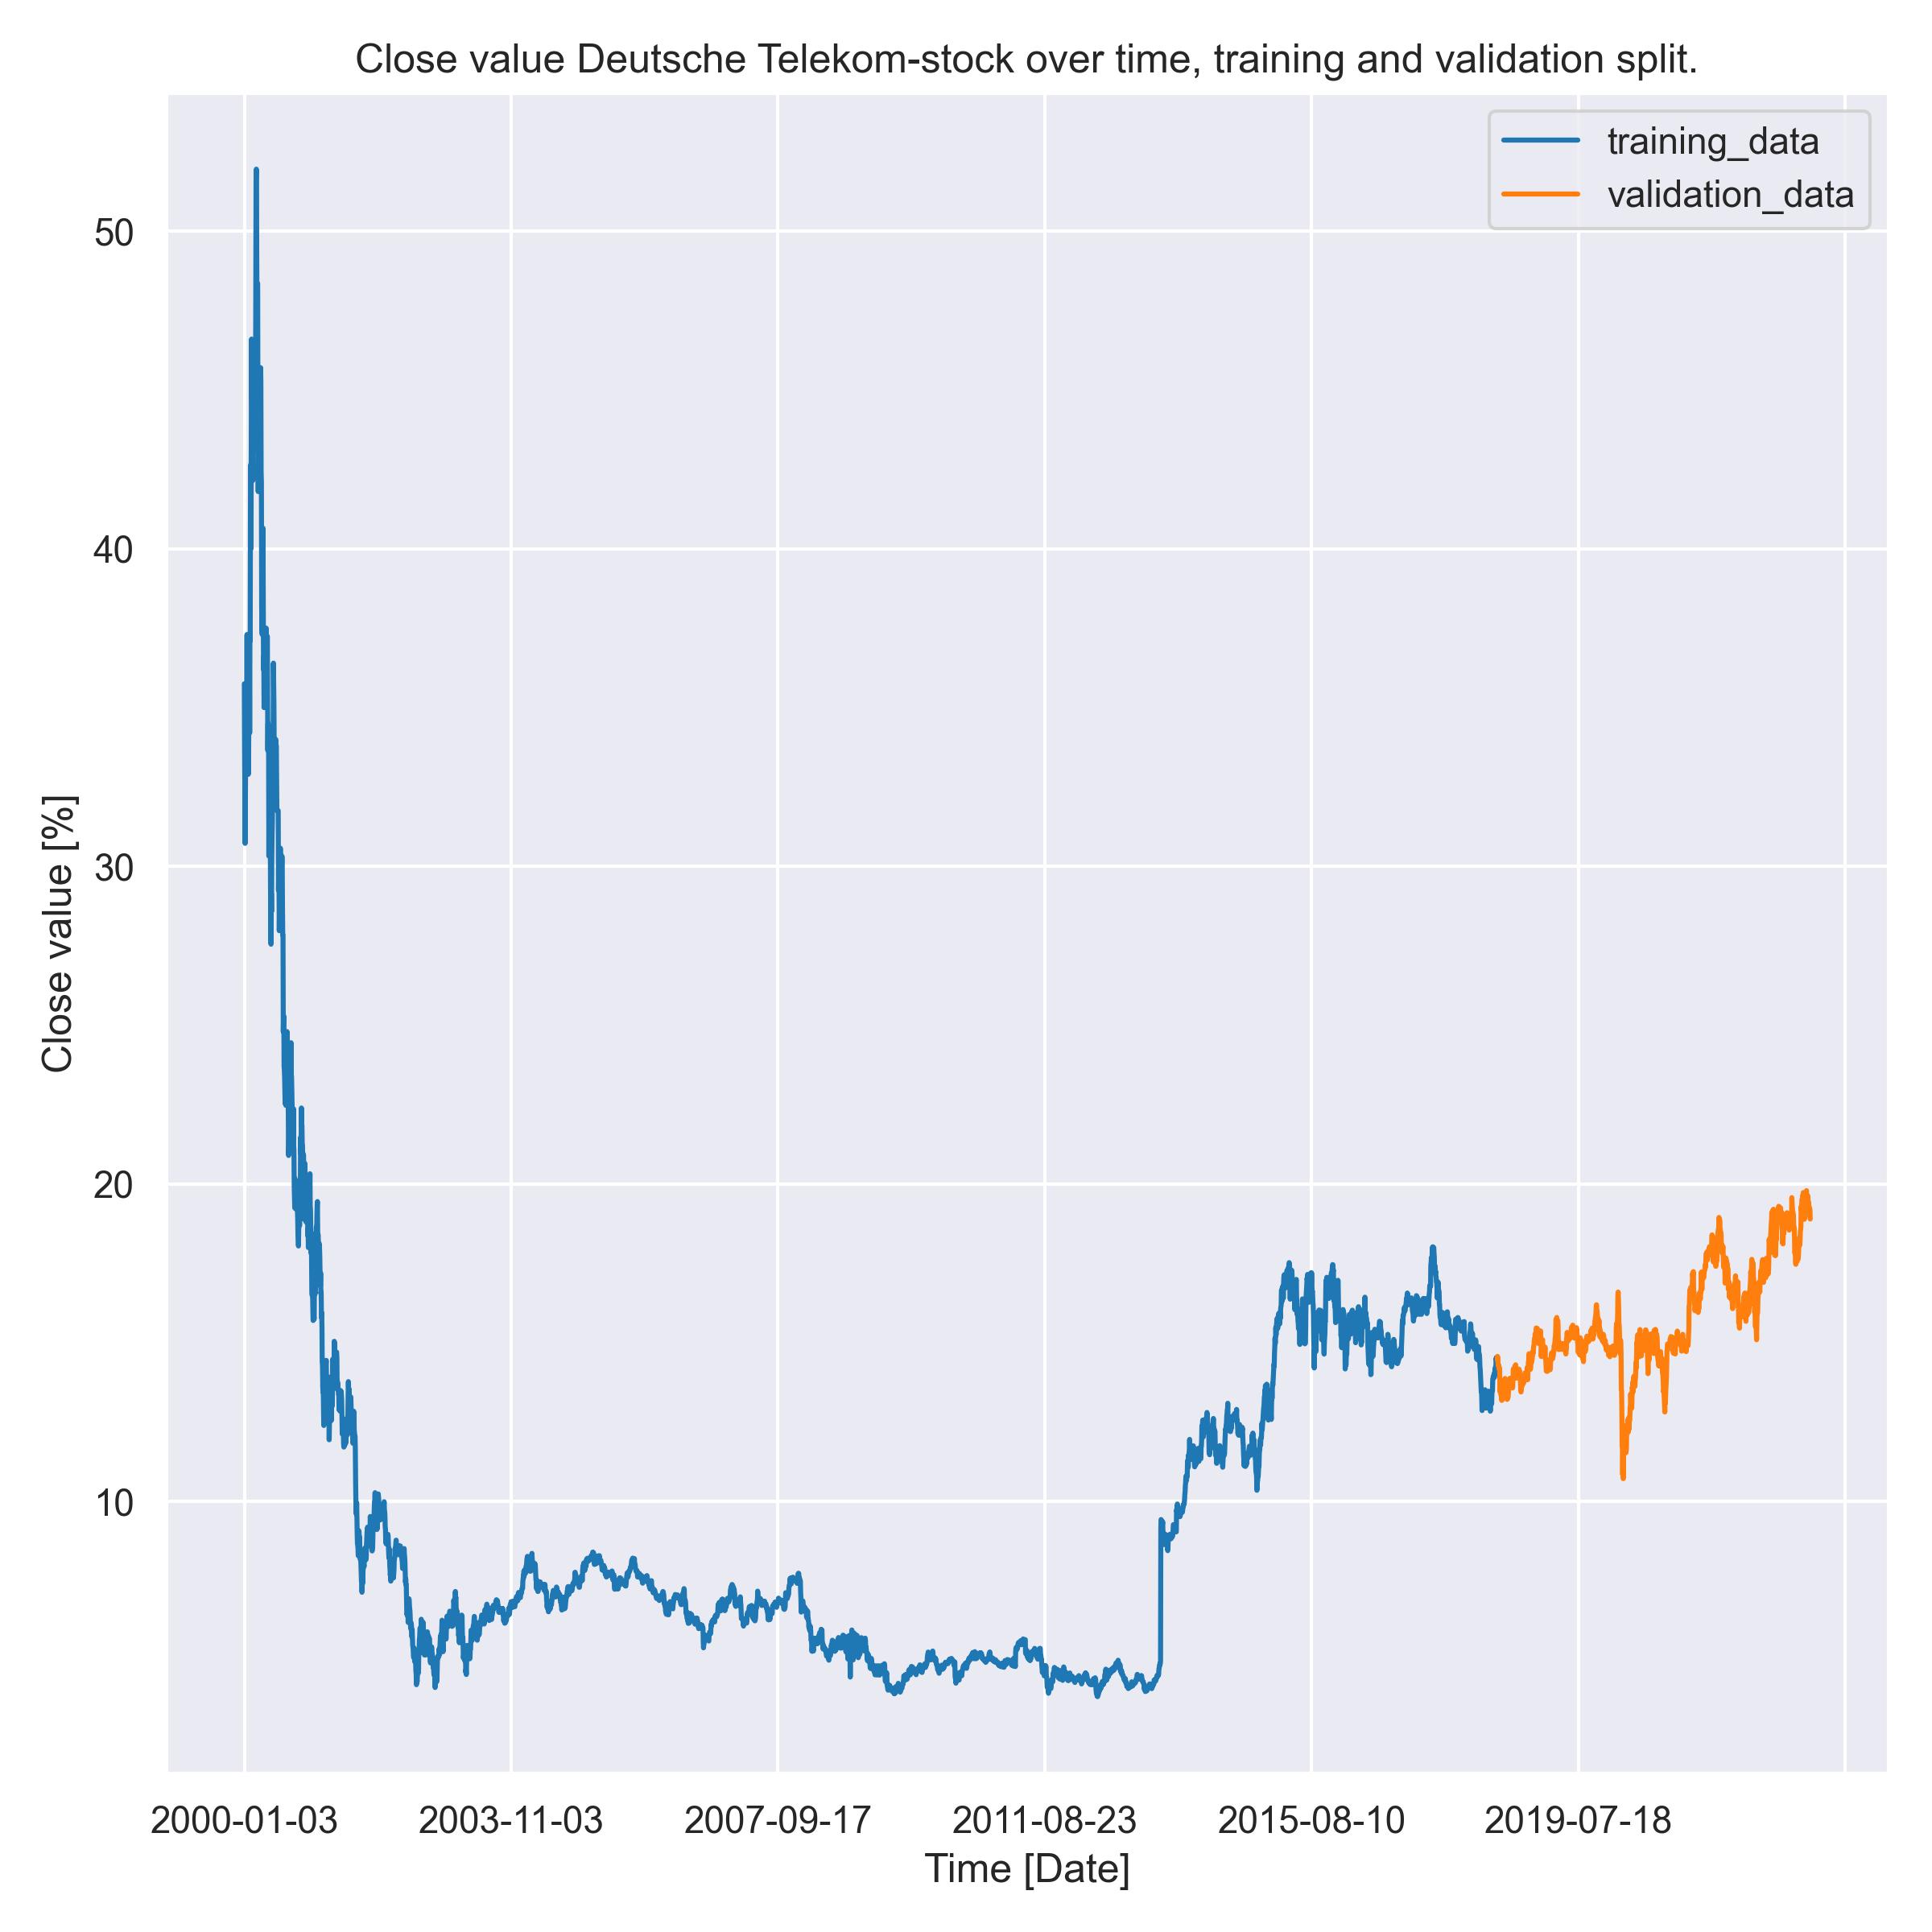 Close value Deutsche Telekom-stock over time, training and validation split.
training_data
validation_data
Close value [%]
50
40
30
20
10
2000-01-03
2003-11-03
2007-09-17
2011-08-23
2015-08-10
2019-07-18
Time [Date]